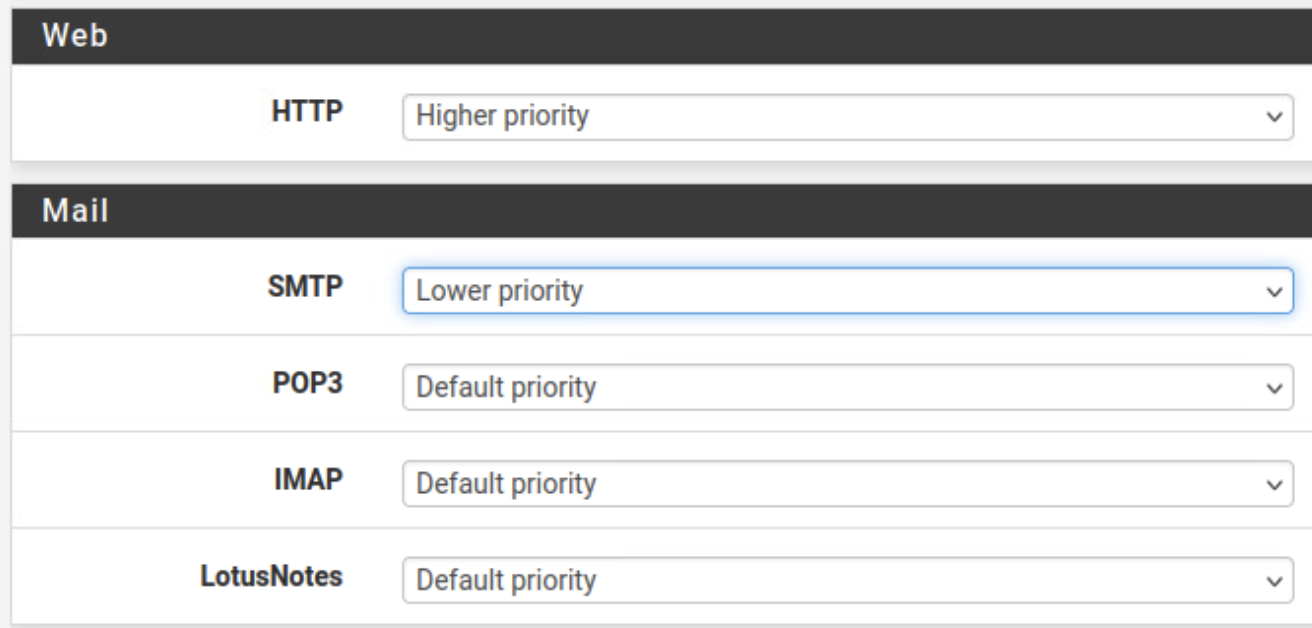 Web
HTTP Higher priority
Mail
SMTP Lower priority
POP3 Default priority
IMAP Default priority
LotusNotes Default priority